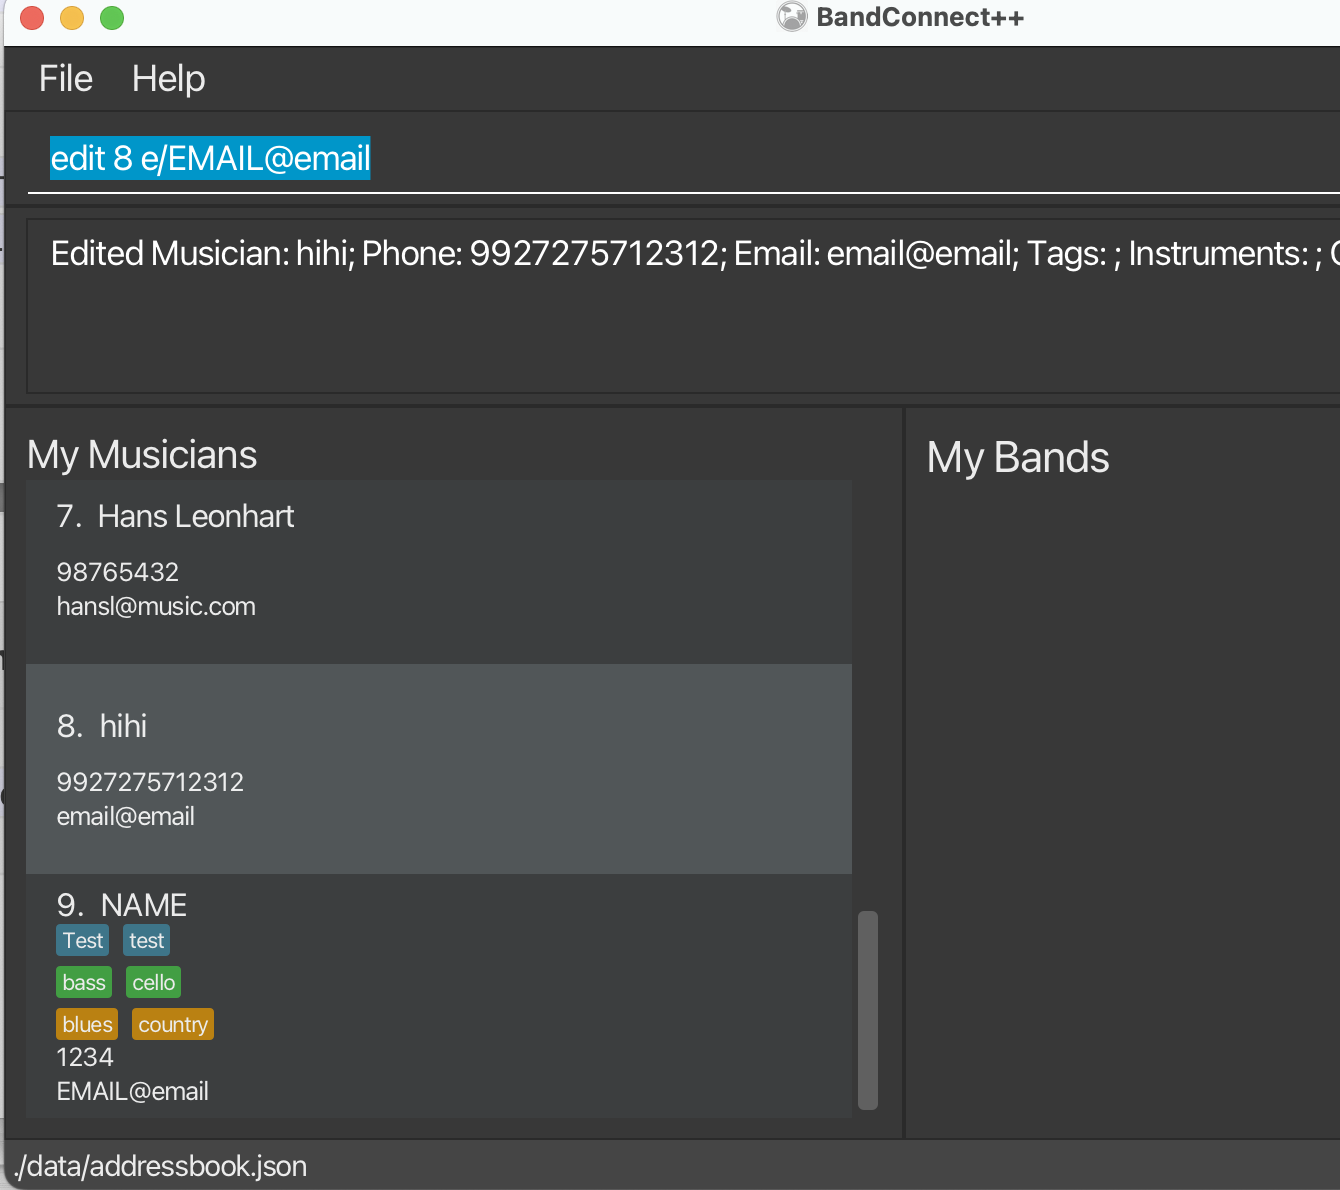 BandConnect++
File Help
edit 8 e/EMAIL@email
Edited Musician: hihi; Phone: 9927275712312; Email: email@email; Tags: ; Instruments: ;
My Musicians
7. Hans Leonhart
98765432
hansl@music.com
8. hihi
9927275712312
email@email
9. NAME
Test test
bass cello
blues country
1234
EMAIL@email
My Bands
./data/addressbook.json